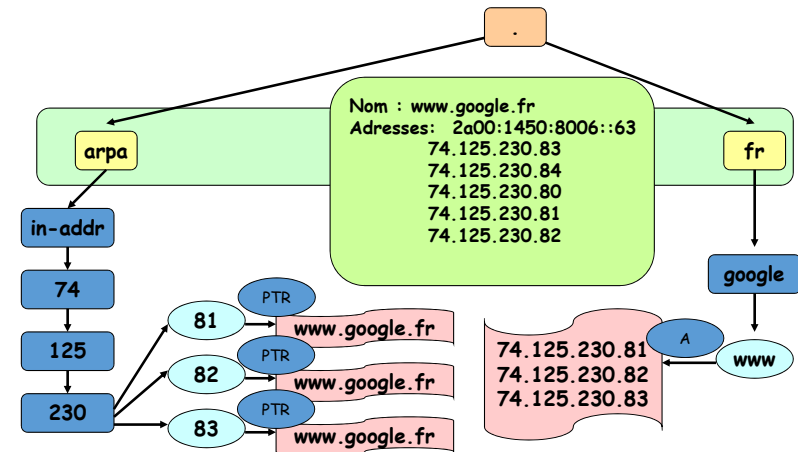 .
Nom : www.google.fr
Adresses: 2a00:1450:8006::63
74.125.230.83
74.125.230.84
74.125.230.80
74.125.230.81
74.125.230.82
arpa
fr
in-addr
74
125
230
google
www
81
82
83
PTR
www.google.fr
PTR
www.google.fr
PTR
www.google.fr
A
74.125.230.81
74.125.230.82
74.125.230.83